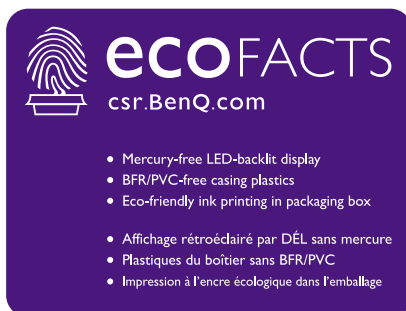 ecoFACTS
csr.BenQ.com
• Mercury-free LED-backlit display
• BFR/PVC-free casing plastics
• Eco-friendly ink printing in packaging box
• Affichage rétroéclairé par DÉL sans mercure
• Plastiques du boîtier sans BFR/PVC
• Impression à l'encre écologique dans l'emballage